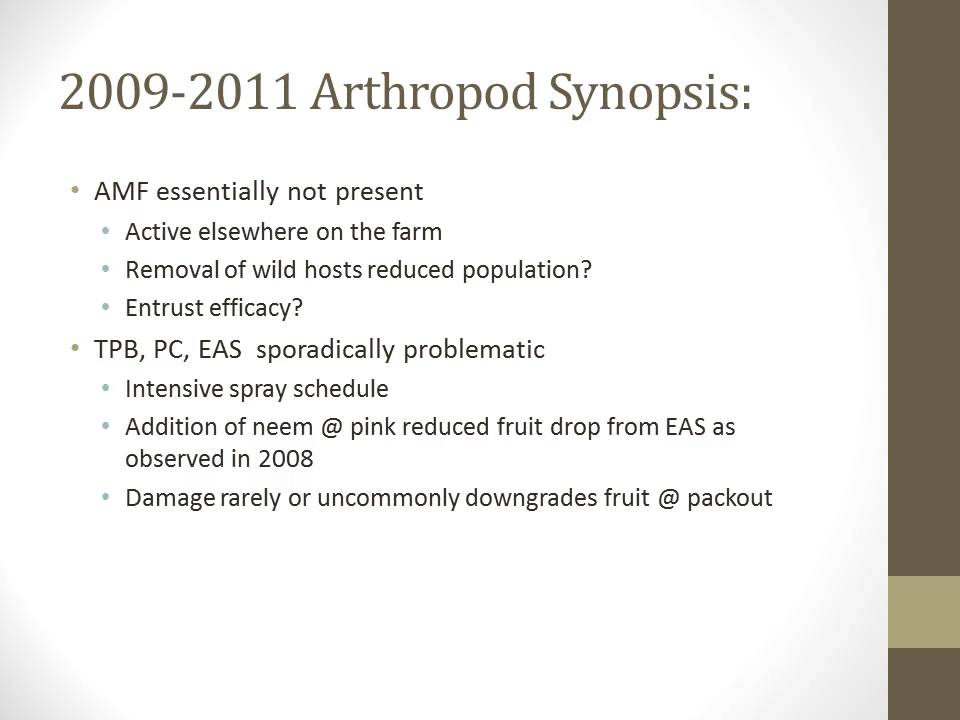 2009-2011 Arthropod Synopsis:
• AMF essentially not present
• Active elsewhere on the farm
• Removal of wild hosts reduced population?
• Entrust efficacy?
• TPB, PC, EAS  sporadically problematic
• Intensive spray schedule
• Addition of neem @ pink reduced fruit drop from EAS as
observed in 2008
• Damage rarely or uncommonly downgrades fruit @ packout